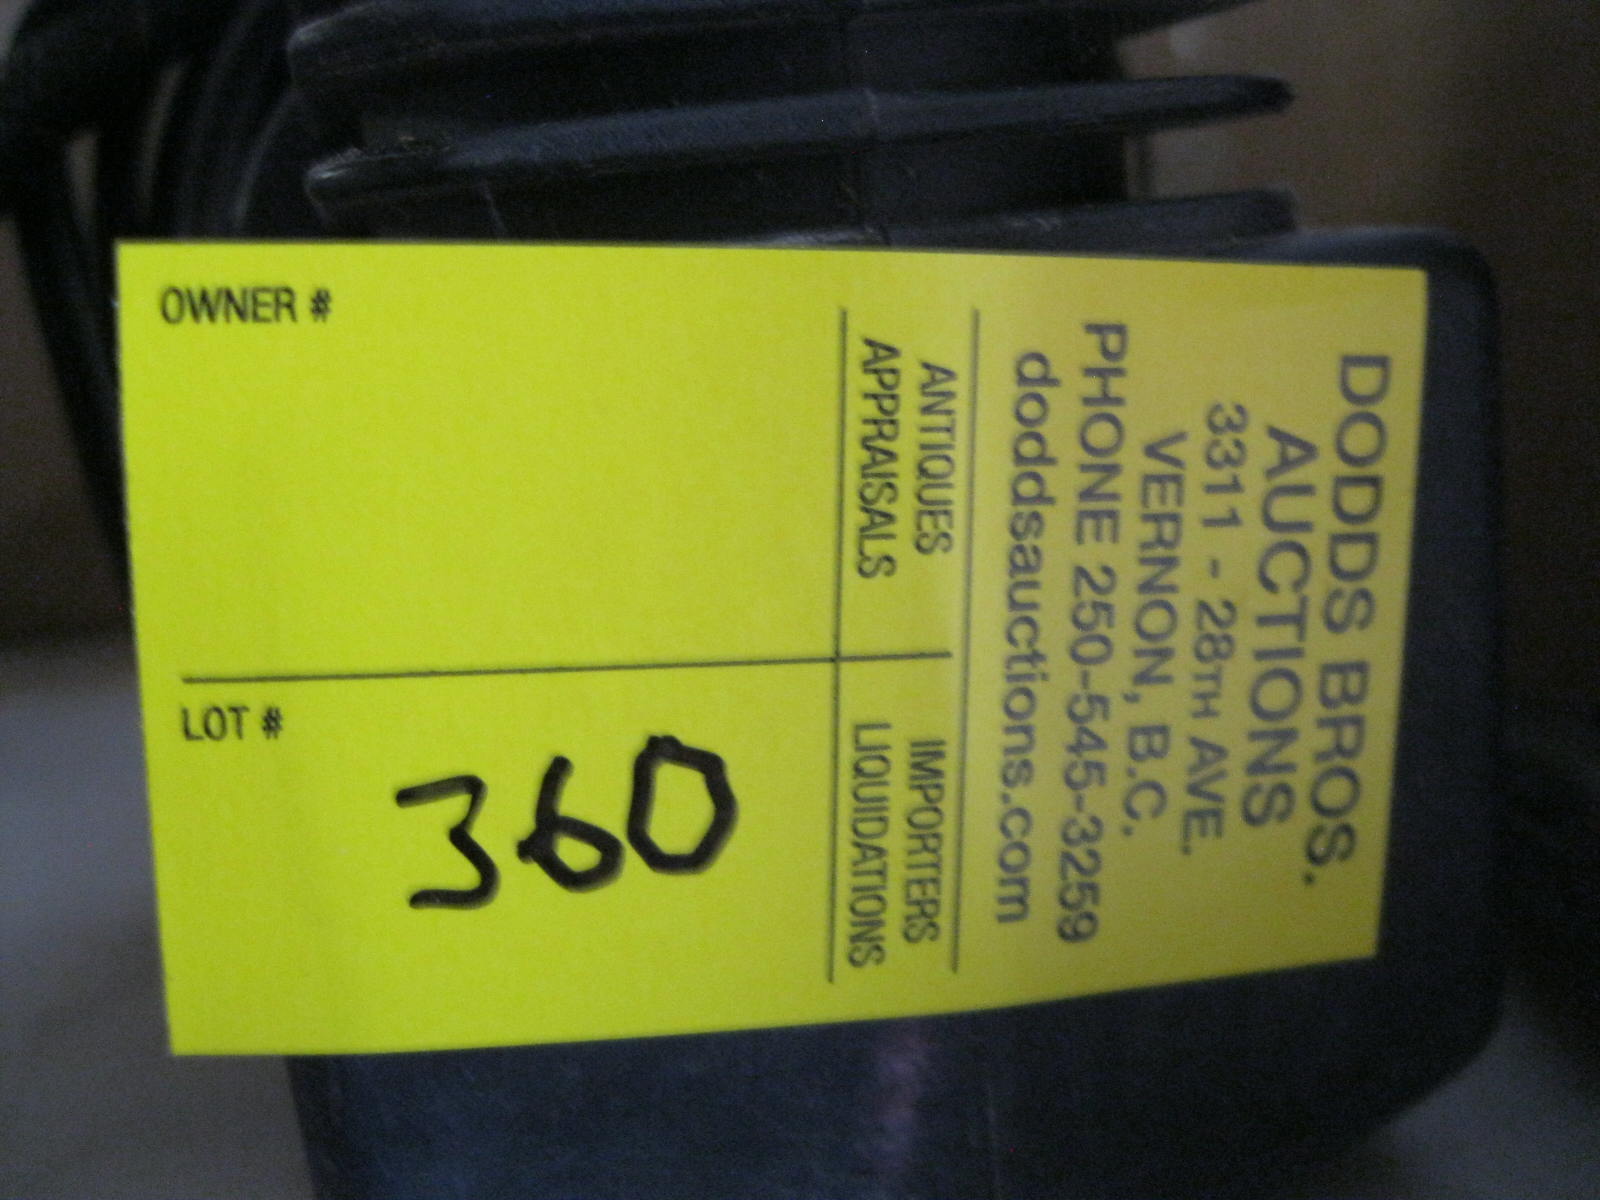 DODDS BROS.
AUCTIONS
3311 - 28TH AVE.
VERNON, B.C.
PHONE 250-545-3259
doddsauctions.com
ANTIQUES
APPRAISALS
IMPORTERS
LIQUIDATIONS
OWNER #
LOT #
360